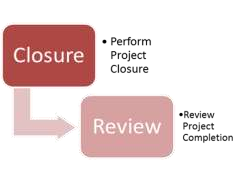 Closure
• Perform
Project
Closure
Review
•Review
Project
Completion